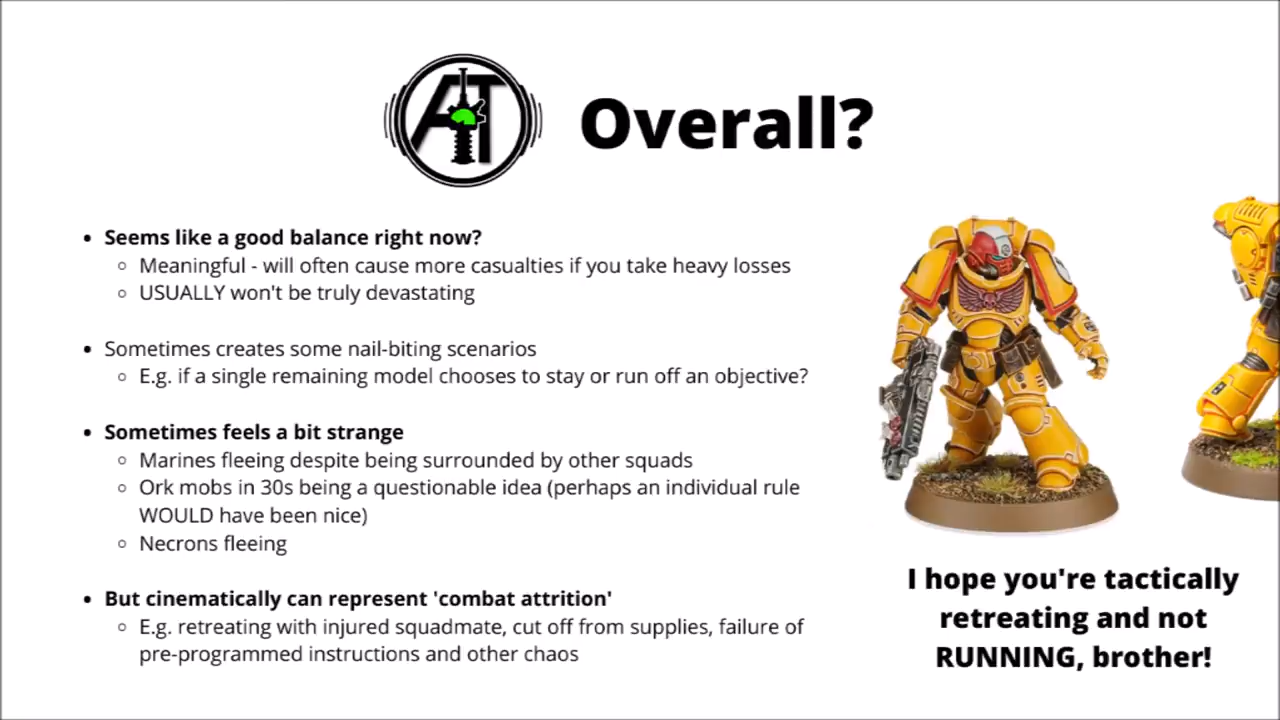 AT
Overall?
• Seems like a good balance right now?
○ Meaningful - will often cause more casualties if you take heavy losses
○ USUALLY won't be truly devastating
• Sometimes creates some nail-biting scenarios
○ E.g. if a single remaining model chooses to stay or run off an objective?
• Sometimes feels a bit strange
○ Marines fleeing despite being surrounded by other squads
○ Ork mobs in 30s being a questionable idea (perhaps an individual rule
WOULD have been nice)
○ Necrons fleeing
• But cinematically can represent 'combat attrition'
○ E.g. retreating with injured squadmate, cut off from supplies, failure of
pre-programmed instructions and other chaos
I hope you're tactically
retreating and not
RUNNING, brother!